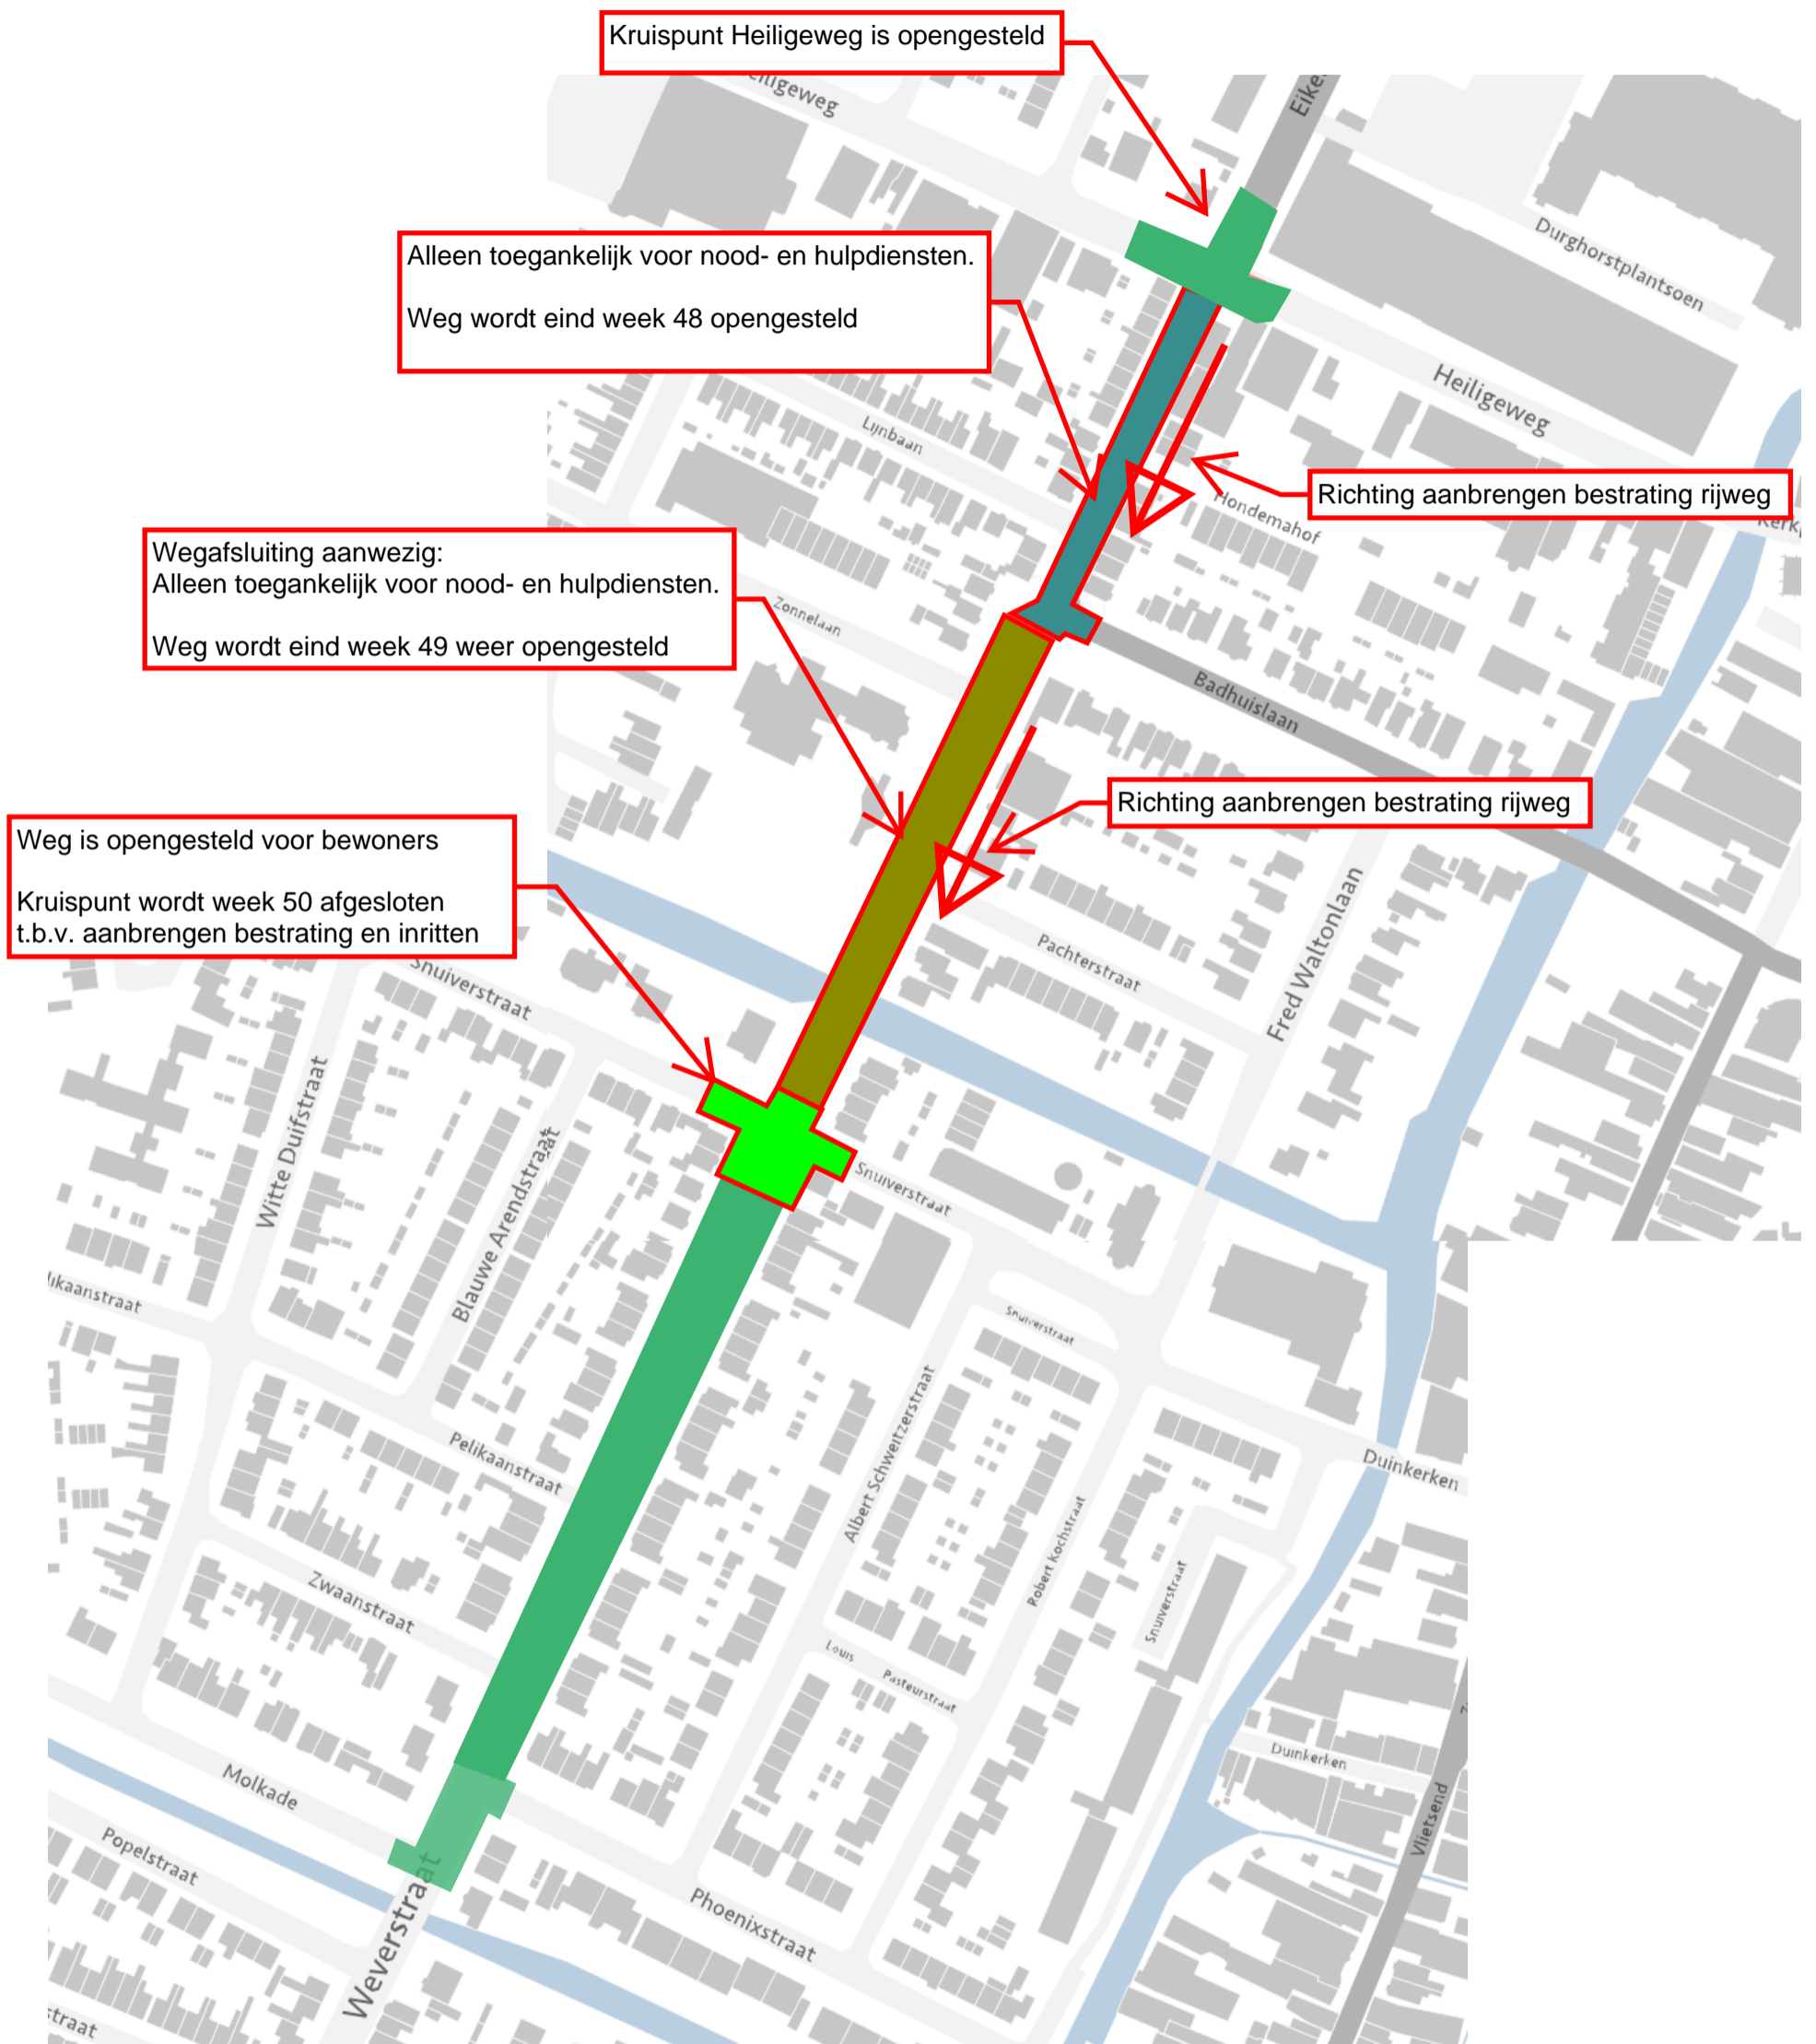 Kruispunt Heiligeweg is opengesteld
Alleen toegankelijk voor nood- en hulpdiensten.
Weg wordt eind week 48 opengesteld
Durghorstplantsoen
Heiligeweg
Lijnbaan
Richting aanbrengen bestrating rijweg
Hondemahof
Wegafsluiting aanwezig:
Alleen toegankelijk voor nood- en hulpdiensten.
Weg wordt eind week 49 weer opengesteld
Zonnelaan
Badhuislaan
Richting aanbrengen bestrating rijweg
Weg is opengesteld voor bewoners
Kruispunt wordt week 50 afgesloten
t.b.v. aanbrengen bestrating en inritten
Pachterstraat
Fred Waltonlaan
Snuiverstraat
Witte Duifstraat
Blauwe Arendstraat
Snuiverstraat
Snuiverstraat
Pelikaanstraat
Albert Schweitzerstraat
Duinkerken
Robert Kochstraat
Snuiverstraat
Zwaanstraat
Louis Pasteurstraat
Molkade
Duinkerken
Vlietsend
Popelstraat
Phoenixstraat
Weverstraat